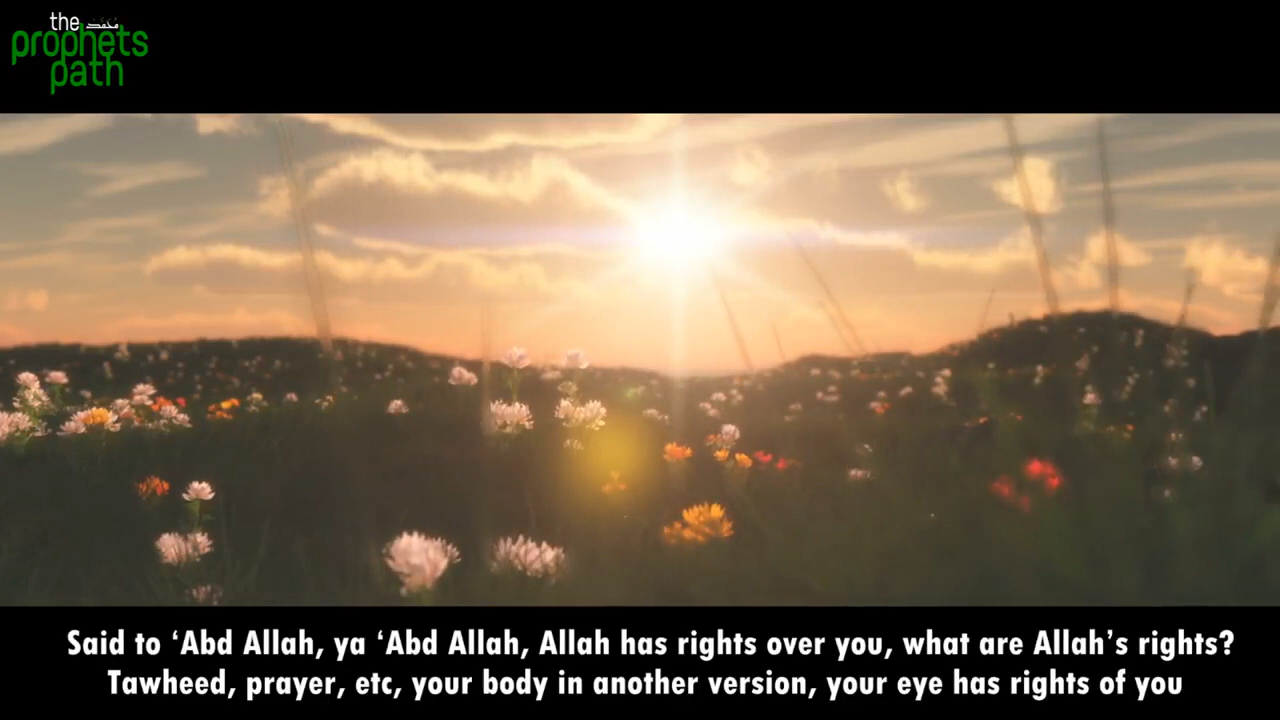 the محمد
prophets
path
Said to ‘Abd Allah, ya ‘Abd Allah, Allah has rights over you, what are Allah’s rights?
Tawheed, prayer, etc, your body in another version, your eye has rights of you